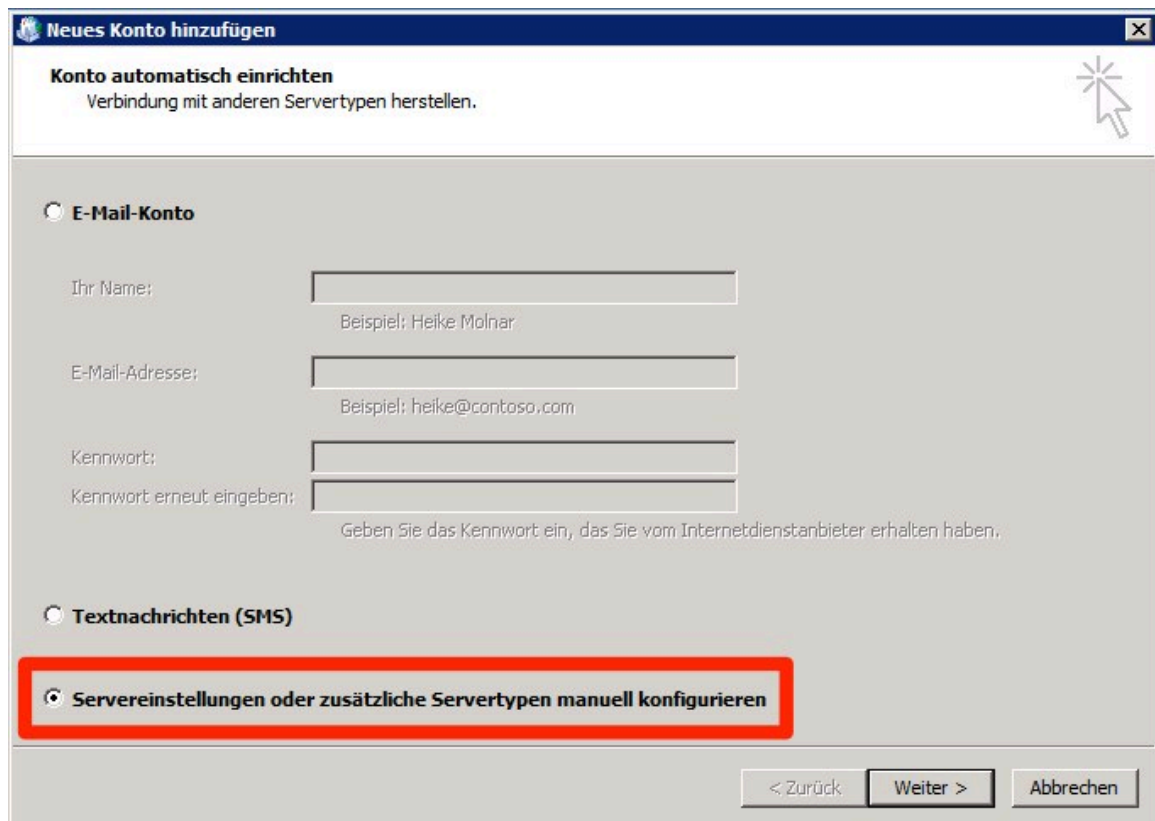 Neues Konto hinzufügen
Konto automatisch einrichten
Verbindung mit anderen Servertypen herstellen.
E-Mail-Konto
Ihr Name:
Beispiel: Heike Molnar
E-Mail-Adresse:
Beispiel: heike@contoso.com
Kennwort:
Kennwort erneut eingeben:
Geben Sie das Kennwort ein, das Sie vom Internetdienstanbieter erhalten haben.
Textnachrichten (SMS)
Servereinstellungen oder zusätzliche Servertypen manuell konfigurieren
< Zurück Weiter > Abbrechen